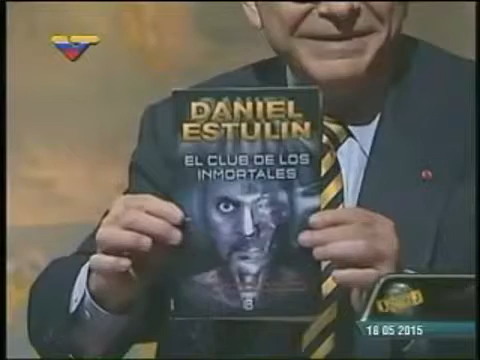 DANIEL
ESTULIN
EL CLUB DE LOS
INMORTALES
18 05 2015